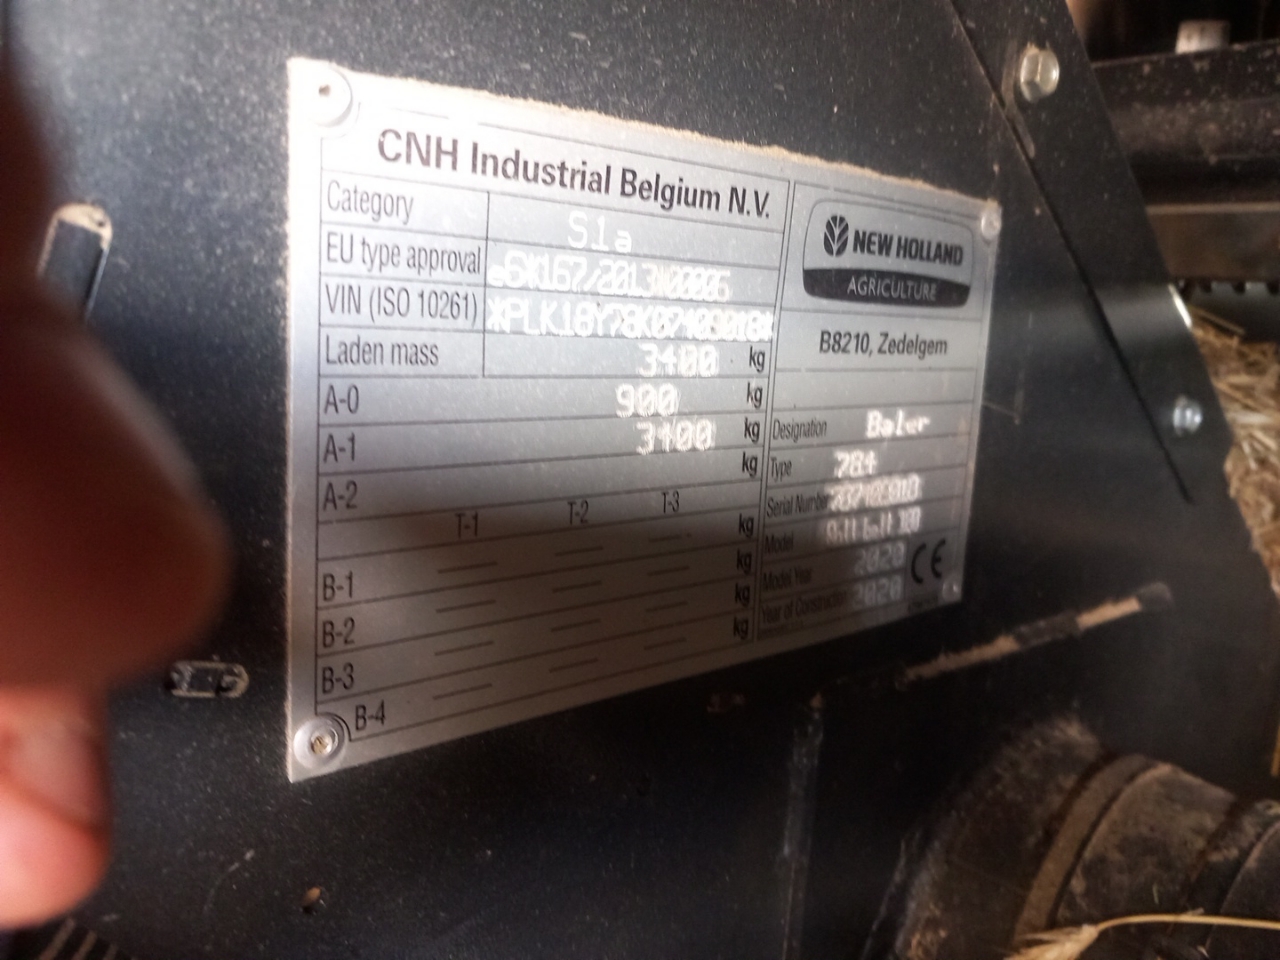 CNH Industrial Belgium N.V.
Category S1a
EU type approval
VIN (ISO 10261)
Laden mass 3400 kg
A-0 900 kg
A-1 3400 kg
A-2 kg
T-1 T-2 T-3
B-1 kg
B-2 kg
B-3 kg
B-4 kg
NEW HOLLAND
AGRICULTURE
B8210, Zedelgem
Designation Baler
Type
Serial Number
Model
Model Year 2020
Year of Construction 2020
CE